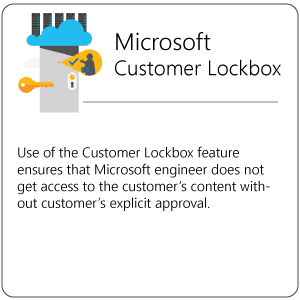 Microsoft
Customer Lockbox
Use of the Customer Lockbox feature
ensures that Microsoft engineer does not
get access to the customer's content with-
out customer's explicit approval.